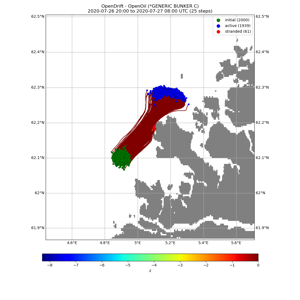 OpenDrift - OpenOil (*GENERIC BUNKER C)
2020-07-26 20:00 to 2020-07-27 08:00 UTC (25 steps)
initial (2000)
active (1939)
stranded (61)
62.5°N
62.5°N
62.4°N
62.4°N
62.3°N
62.3°N
62.2°N
62.2°N
62.1°N
62.1°N
62°N
62°N
61.9°N
61.9°N
4.6°E
4.8°E
5°E
5.2°E
5.4°E
5.6°E
−8
−7
−6
−5
−4
−3
−2
−1
0
z